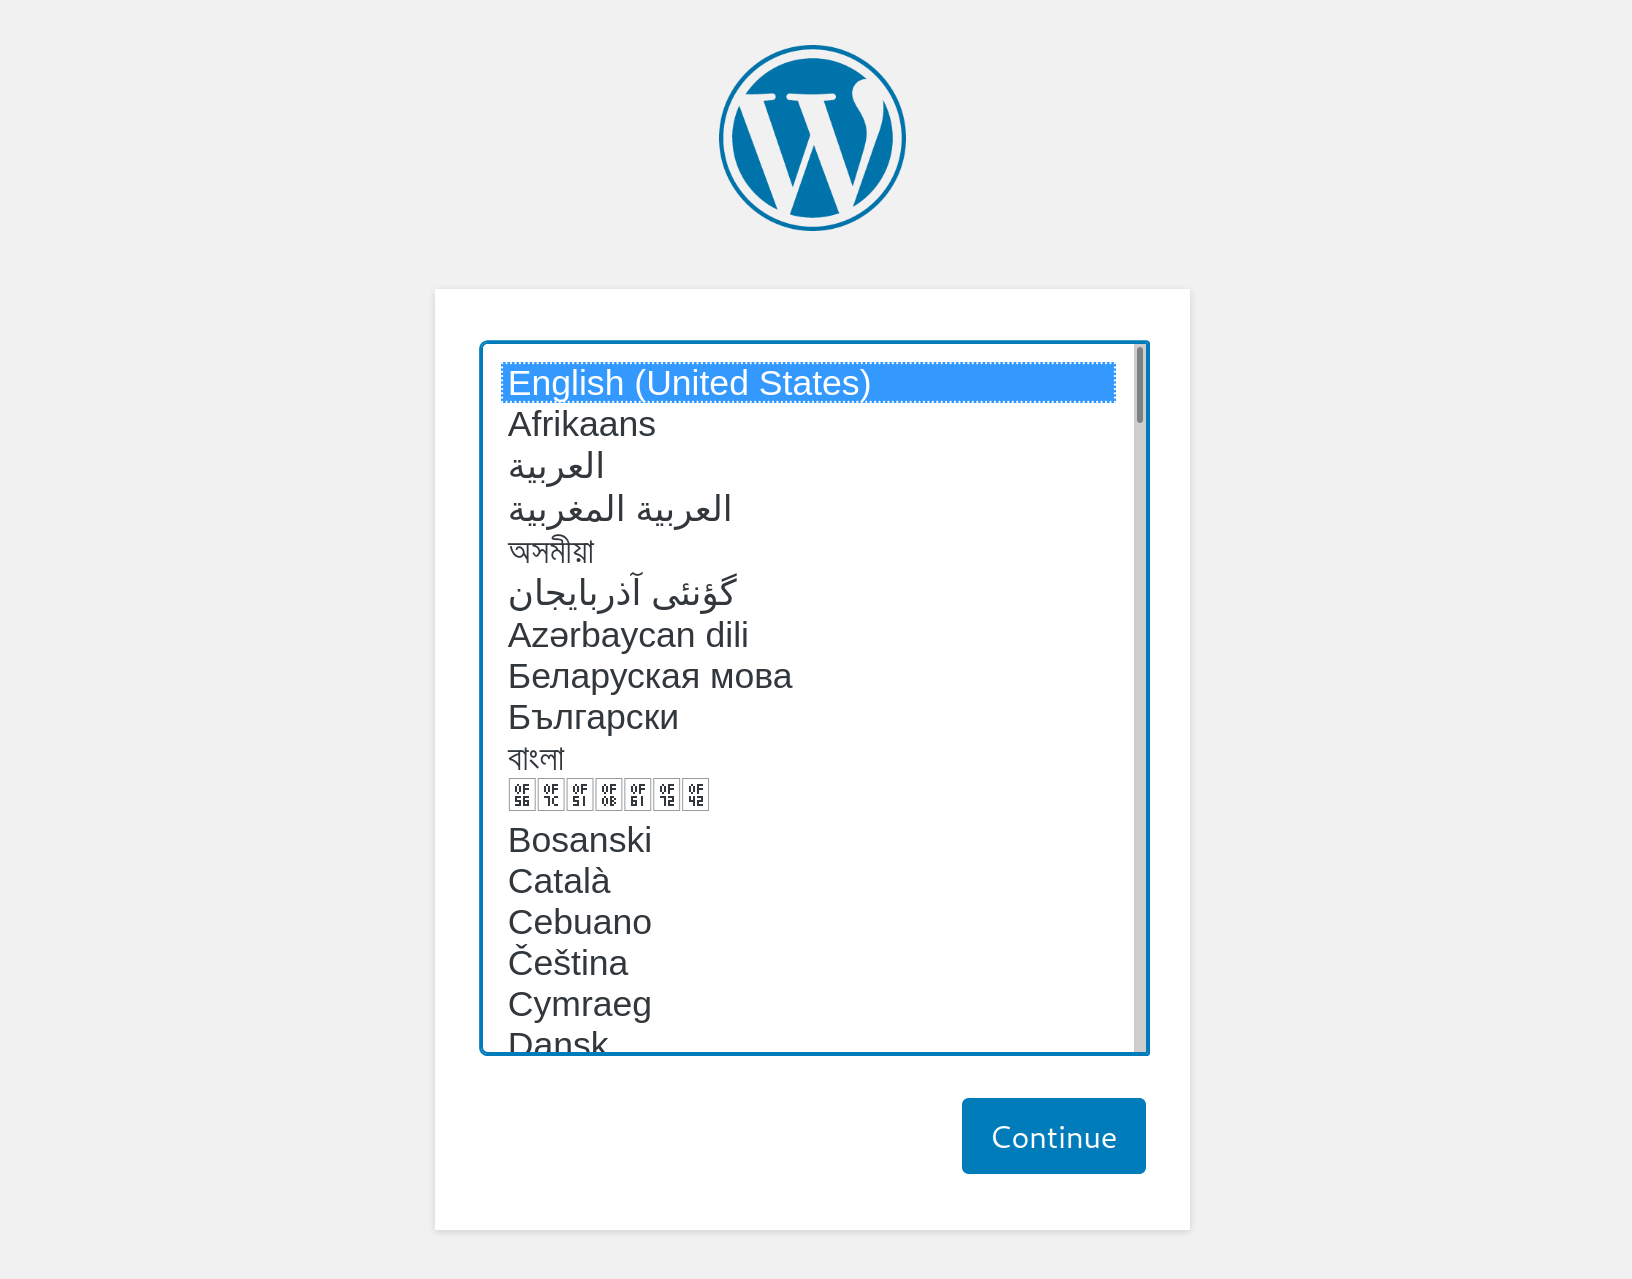 English (United States)
Afrikaans
العربية
العربية المغربية
অসমীয়া
گؤنئی آذربایجان
Azərbaycan dili
Беларуская мова
Български
বাংলা
Bosanski
Català
Cebuano
Čeština
Cymraeg
Dansk
Continue